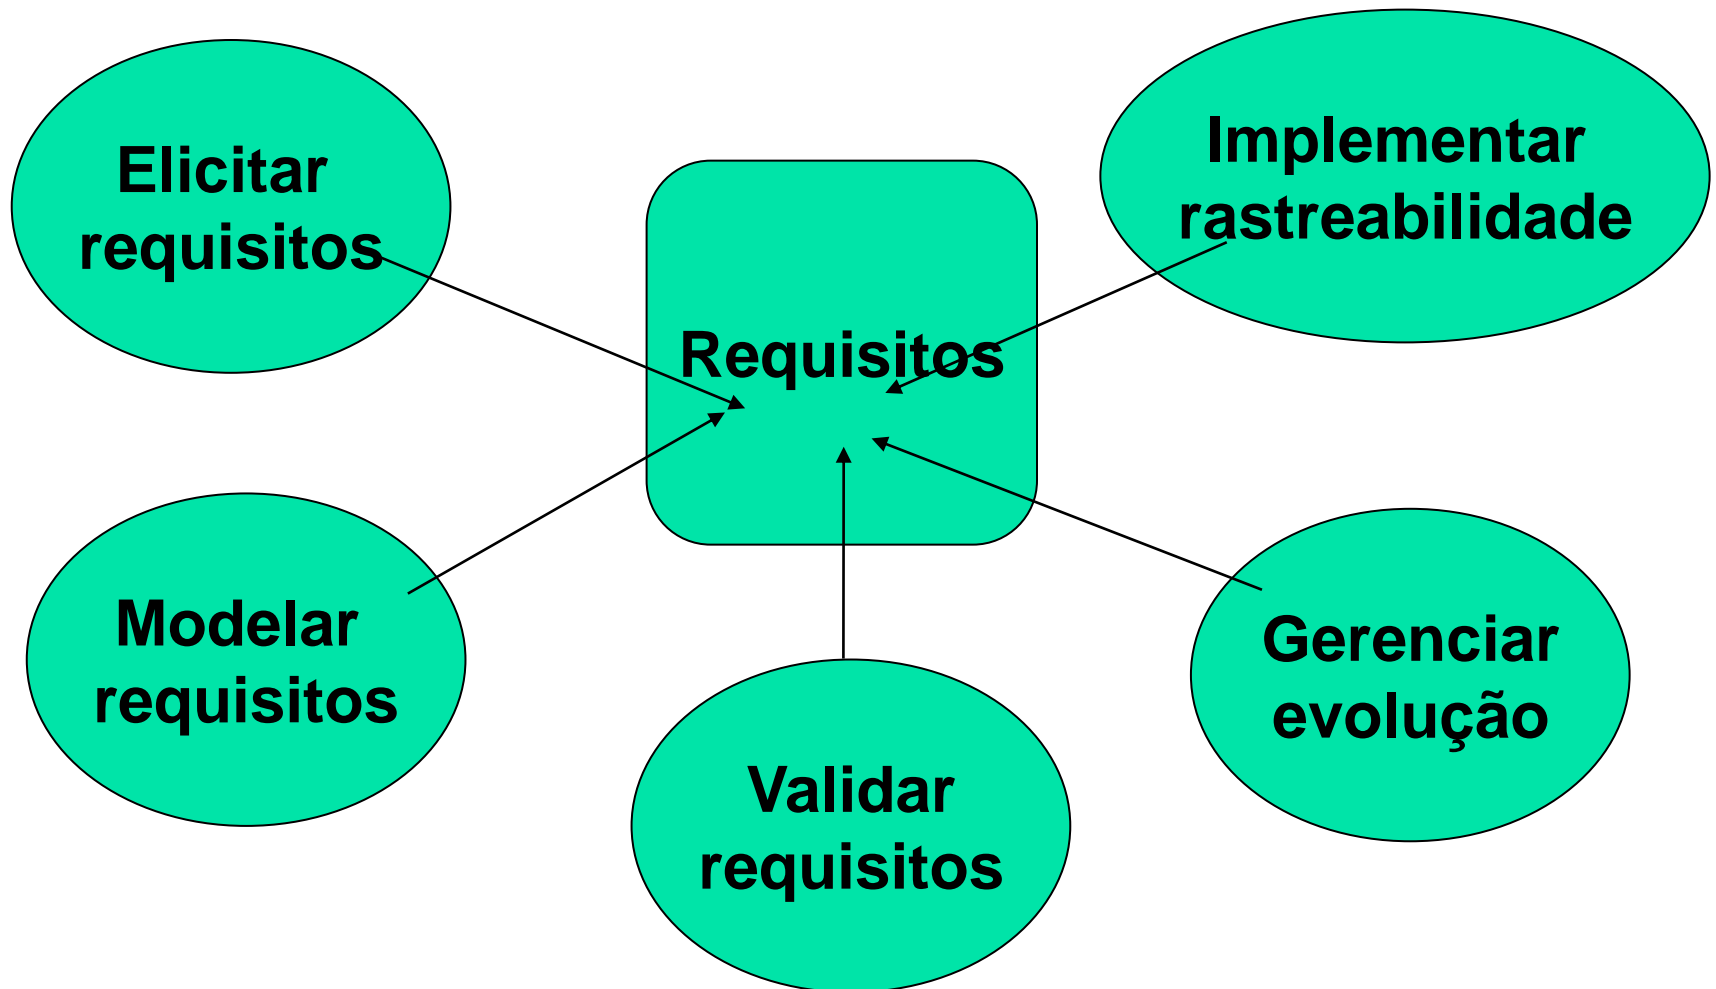 Elicitar
requisitos
Implementar
rastreabilidade
Requisitos
Modelar
requisitos
Validar
requisitos
Gerenciar
evolução